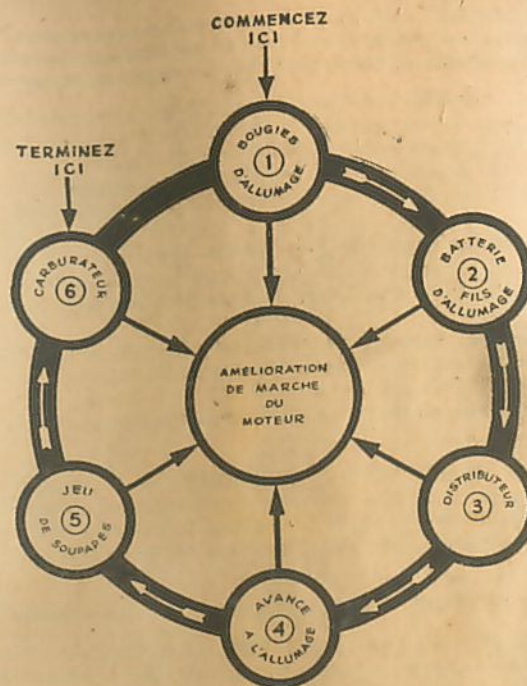 COMMENCEZ
ICI
BOUGIES
1
D'ALLUMAGE
BATTERIE
2
FILS
D'ALLUMAGE
DISTRIBUTEUR
3
AVANCE
4
A L'ALLUMAGE
JEU
5
DE SOUPAPES
TERMINEZ
ICI
CARBURATEUR
6
AMÉLIORATION
DE MARCHE
DU
MOTEUR